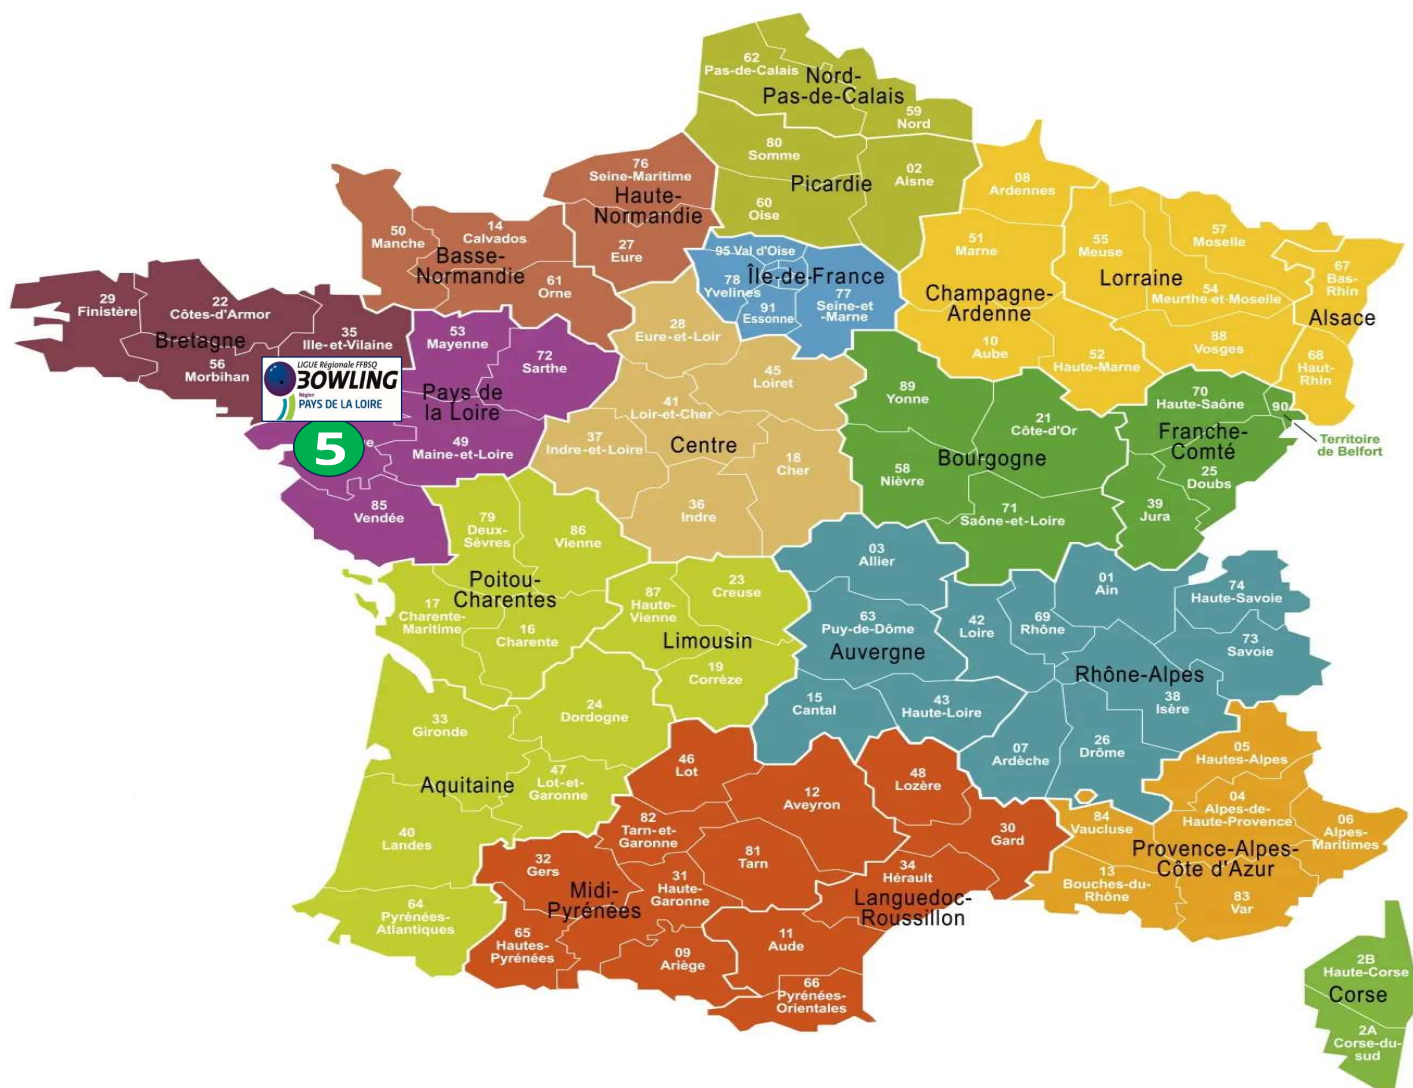 62
Pas-de-Calais
Nord-
Pas-de-Calais
59
Nord
80
Somme
02
Aisne
Picardie
60
Oise
76
Seine-Maritime
Haute-
Normandie
27
Eure
14
Calvados
50
Manche
Basse-
Normandie
61
Orne
95 Val d'Oise
Île-de-France
78
Yvelines
91
Essonne
77
Seine-et
-Marne
08
Ardennes
51
Marne
Champagne-
Ardenne
10
Aube
52
Haute-Marne
55
Meuse
57
Moselle
Lorraine
54
Meurthe et Moselle
88
Vosges
67
Bas-
Rhin
Alsace
68
Haut-
Rhin
29
Finistère
22
Côtes-d'Armor
Bretagne
35
Ille-et-Vilaine
56
Morbihan
LIGUE Régionale FFBSQ
BOWLING
Région
PAYS DE LA LOIRE
5
e
53
Mayenne
72
Sarthe
Pays de
la Loire
49
Maine-et-Loire
85
Vendée
28
Eure-et-Loir
45
Loiret
41
Loir-et-Cher
37
Indre-et-Loire
Centre
18
Cher
36
Indre
89
Yonne
21
Côte-d'Or
Bourgogne
58
Nièvre
71
Saône-et-Loire
70
Haute-Saône
90
Territoire
de Belfort
Franche-
Comté
25
Doubs
39
Jura
79
Deux-
Sèvres
86
Vienne
Poitou-
Charentes
17
Charente-
Maritime
16
Charente
87
Haute-
Vienne
23
Creuse
Limousin
19
Corrèze
03
Allier
63
Puy-de-Dôme
Auvergne
15
Cantal
43
Haute-Loire
42
Loire
69
Rhône
01
Ain
74
Haute-Savoie
73
Savoie
Rhône-Alpes
38
Isère
07
Ardèche
26
Drôme
33
Gironde
24
Dordogne
Aquitaine
47
Lot-et-
Garonne
40
Landes
64
Pyrénées-
Atlantiques
46
Lot
12
Aveyron
82
Tarn-et-
Garonne
32
Gers
81
Tarn
Midi-
Pyrénées
31
Haute-
Garonne
65
Hautes-
Pyrénées
09
Ariège
48
Lozère
30
Gard
34
Hérault
Languedoc-
Roussillon
11
Aude
66
Pyrénées-
Orientales
05
Hautes-Alpes
04
Alpes-de-
Haute-Provence
06
Alpes-
Maritimes
84
Vaucluse
Provence-Alpes-
Côte d'Azur
13
Bouches-du-
Rhône
83
Var
2B
Haute-Corse
Corse
2A
Corse-du-
sud